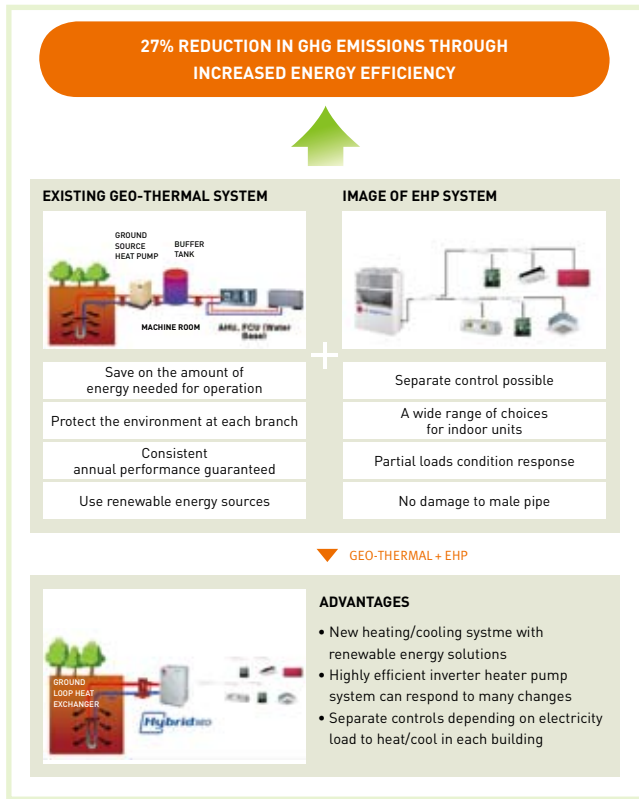 27% REDUCTION IN GHG EMISSIONS THROUGH
INCREASED ENERGY EFFICIENCY
EXISTING GEO-THERMAL SYSTEM
GROUND
SOURCE
HEAT PUMP
BUFFER
TANK
MACHINE ROOM
AHU, FCU (Water
Base)
Save on the amount of
energy needed for operation
Protect the environment at each branch
Consistent
annual performance guaranteed
Use renewable energy sources
+
IMAGE OF EHP SYSTEM
Separate control possible
A wide range of choices
for indoor units
Partial loads condition response
No damage to male pipe
GEO-THERMAL + EHP
GROUND
LOOP HEAT
EXCHANGER
Hybrid
ADVANTAGES
• New heating/cooling systme with
renewable energy solutions
• Highly efficient inverter heater pump
system can respond to many changes
• Separate controls depending on electricity
load to heat/cool in each building